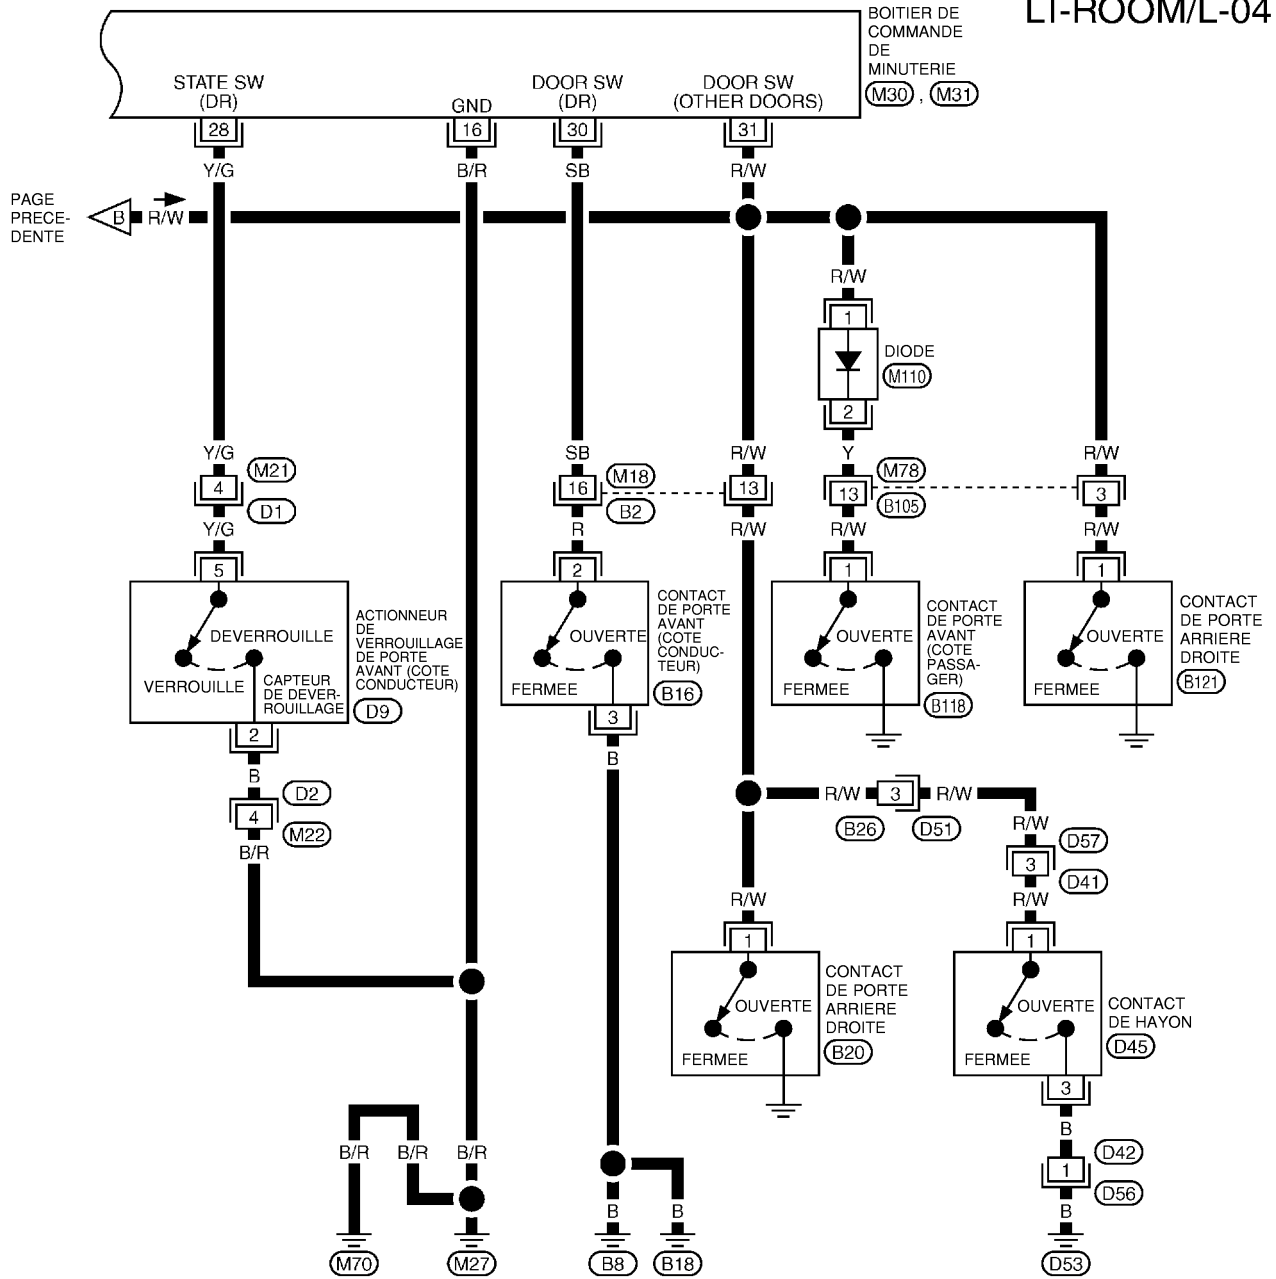 LT-ROOM/L-04
BOITIER DE
COMMANDE
DE
MINUTERIE
M30 , M31
STATE SW
(DR)
GND
DOOR SW
(DR)
DOOR SW
(OTHER DOORS)
28
16
30
31
Y/G
B/R
SB
R/W
PAGE
PRECE-
DENTE
B
R/W
R/W
1
DIODE
M110
2
Y/G
SB
R/W
Y
R/W
4
M21
D1
16
M18
B2
13
13
M78
B105
3
Y/G
R
R/W
R/W
R/W
5
2
1
1
DEVERROUILLE
VERROUILLE
CAPTEUR
DE DEVER-
ROUILLAGE
ACTIONNEUR
DE
VERROUILLAGE
DE PORTE
AVANT (COTE
CONDUCTEUR)
D9
OUVERTE
FERMEE
CONTACT
DE PORTE
AVANT
(COTE
CONDUC-
TEUR)
B16
OUVERTE
FERMEE
CONTACT
DE PORTE
AVANT
(COTE
PASSA-
GER)
B118
OUVERTE
FERMEE
CONTACT
DE PORTE
ARRIERE
DROITE
B121
2
3
B
B
D2
4
M22
B/R
R/W
3
R/W
B26
D51
R/W
D57
3
D41
R/W
R/W
1
1
OUVERTE
FERMEE
CONTACT
DE PORTE
ARRIERE
DROITE
B20
OUVERTE
FERMEE
CONTACT
DE HAYON
D45
3
B
D42
1
D56
B/R
B/R
B/R
B
B
B
M70
M27
B8
B18
D53